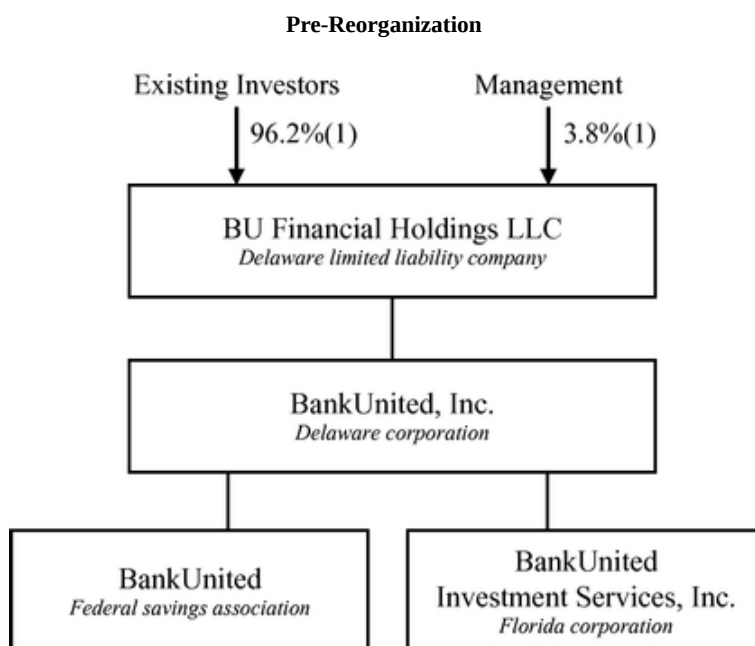 Pre-Reorganization
Existing Investors
Management
96.2%(1)
3.8%(1)
BU Financial Holdings LLC
Delaware limited liability company
BankUnited, Inc.
Delaware corporation
BankUnited
Federal savings association
BankUnited
Investment Services, Inc.
Florida corporation